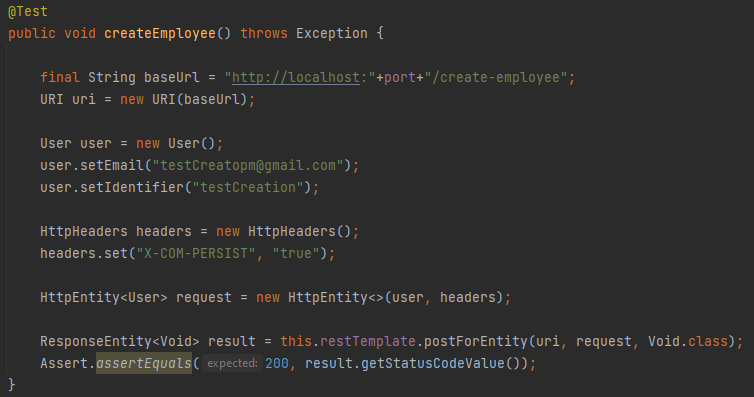 @Test
public void createEmployee() throws Exception {
final String baseUrl = "http://localhost:"+port+"/create-employee";
URI uri = new URI(baseUrl);
User user = new User();
user.setEmail("testCreatopm@gmail.com");
user.setIdentifier("testCreation");
HttpHeaders headers = new HttpHeaders();
headers.set("X-COM-PERSIST", "true");
HttpEntity<User> request = new HttpEntity<>(user, headers);
ResponseEntity<Void> result = this.restTemplate.postForEntity(uri, request, Void.class);
Assert.assertEquals( expected: 200, result.getStatusCodeValue());
}